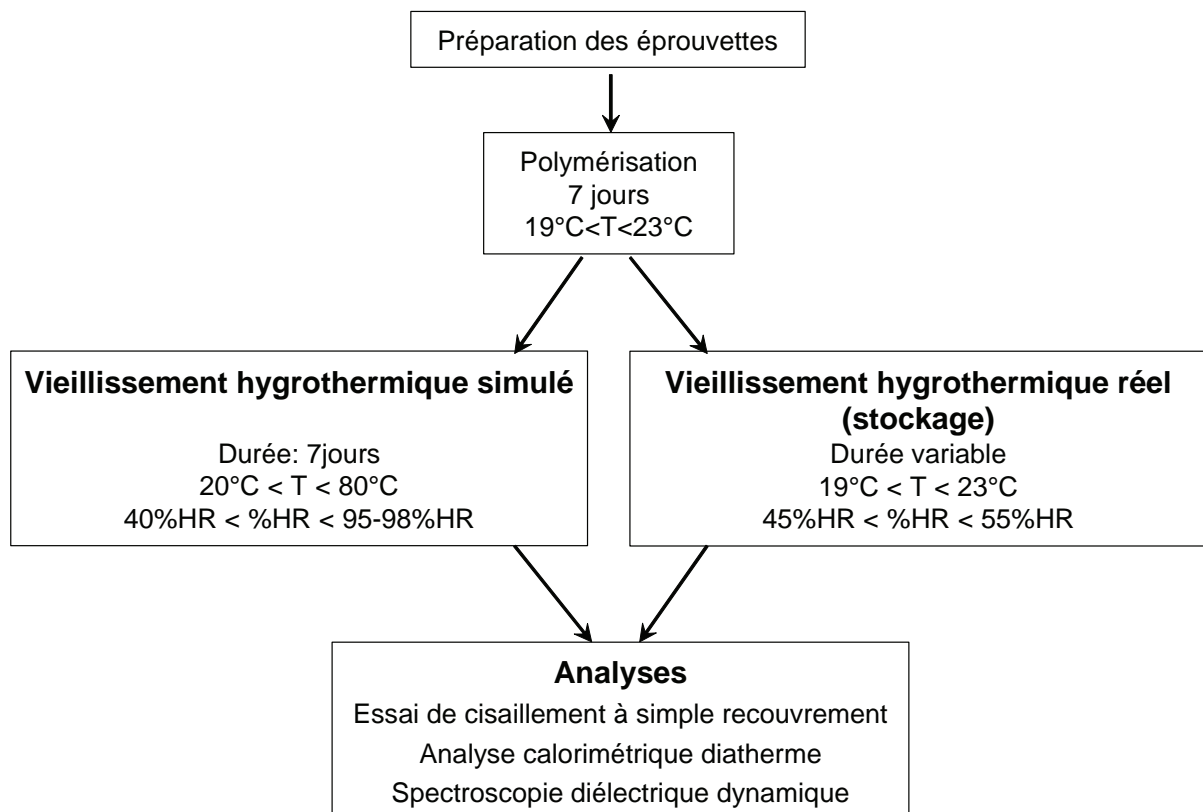 Préparation des éprouvettes
Polymérisation
7 jours
19°C<T<23°C
Vieillissement hygrothermique simulé
Durée: 7jours
20°C < T < 80°C
40%HR < %HR < 95-98%HR
Vieillissement hygrothermique réel
(stockage)
Durée variable
19°C < T < 23°C
45%HR < %HR < 55%HR
Analyses
Essai de cisaillement à simple recouvrement
Analyse calorimétrique diatherme
Spectroscopie diélectrique dynamique